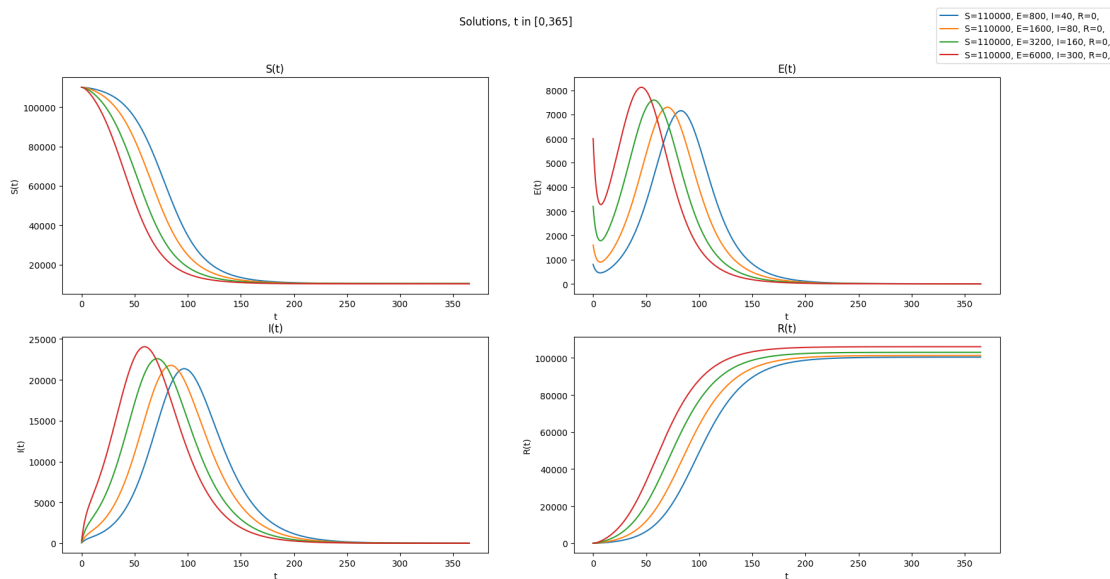 Solutions, t in [0,365]
S=110000, E=800, I=40, R=0,
S=110000, E=1600, I=80, R=0,
S=110000, E=3200, I=160, R=0,
S=110000, E=6000, I=300, R=0,
S(t)
100000
80000
60000
40000
20000
S(t)
0 50 100 150 200 250 300 350
t
E(t)
8000
7000
6000
5000
4000
3000
2000
1000
0
E(t)
0 50 100 150 200 250 300 350
t
I(t)
25000
20000
15000
10000
5000
0
I(t)
0 50 100 150 200 250 300 350
t
R(t)
100000
80000
60000
40000
20000
0
R(t)
0 50 100 150 200 250 300 350
t